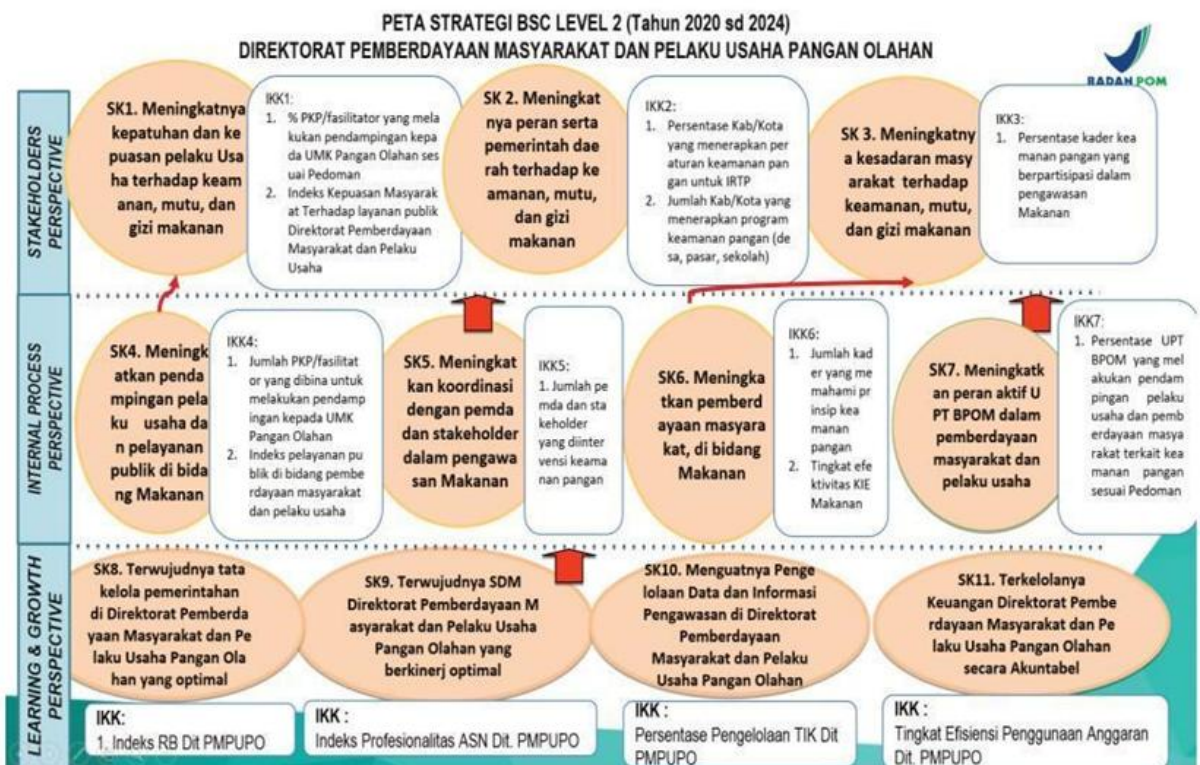 PETA STRATEGI BSC LEVEL 2 (Tahun 2020 sd 2024)
DIREKTORAT PEMBERDAYAAN MASYARAKAT DAN PELAKU USAHA PANGAN OLAHAN
BADAN POM
STAKEHOLDERS
PERSPECTIVE
SK1. Meningkatnya
kepatuhan dan ke
puasan pelaku Usa
ha terhadap keam
anan, mutu, dan
gizi makanan
IKK1:
1. % PKP/fasilitator yang mela
kukan pendampingan kepa
da UMK Pangan Olahan ses
uai Pedoman
2. Indeks Kepuasan Masyarak
at Terhadap layanan publik
Direktorat Pemberdayaan
Masyarakat dan Pelaku
Usaha
SK 2. Meningkat
nya peran serta
pemerintah dae
rah terhadap ke
amanan, mutu,
dan gizi
makanan
IKK2:
1. Persentase Kab/Kota
yang menerapkan per
aturan keamanan pan
gan untuk IRTP
2. Jumlah Kab/Kota yang
menerapkan program
keamanan pangan (de
sa, pasar, sekolah)
SK 3. Meningkatny
a kesadaran masy
arakat terhadap
keamanan, mutu,
dan gizi makanan
IKK3:
1. Persentase kader kea
manan pangan yang
berpartisipasi dalam
pengawasan
Makanan
INTERNAL PROCESS
PERSPECTIVE
SK4. Meningk
atkan penda
mpingan pela
ku usaha da
n pelayanan
publik di bida
ng Makanan
IKK4:
1. Jumlah PKP/fasilitat
or yang dibina untuk
melakukan pendamp
ingan kepada UMK
Pangan Olahan
2. Indeks pelayanan pu
blik di bidang pembe
rdayaan masyarakat
dan pelaku usaha
SK5. Meningkat
kan koordinasi
dengan pemda
dan stakeholder
dalam pengawa
san Makanan
IKK5:
1. Jumlah pe
mda dan sta
keholder
yang diinter
vensi keama
nan pangan
SK6. Meningka
tkan pemberd
ayaan masyara
kat, di bidang
Makanan
IKK6:
1. Jumlah kad
er yang me
mahami pr
insip kea
manan
pangan
2. Tingkat efe
ktivitas KIE
Makanan
SK7. Meningkatk
an peran aktif U
PT BPOM dalam
pemberdayaan
masyarakat dan
pelaku usaha
IKK7:
1. Persentase UPT
BPOM yang mel
akukan pendam
pingan pelaku
usaha dan pemb
erdayaan masya
rakat terkait kea
manan pangan
sesuai Pedoman
LEARNING & GROWTH
PERSPECTIVE
SK8. Terwujudnya tata
kelola pemerintahan
di Direktorat Pemberda
yaan Masyarakat dan Pe
laku Usaha Pangan Ola
han yang optimal
SK9. Terwujudnya SDM
Direktorat Pemberdayaan M
asyarakat dan Pelaku Usaha
Pangan Olahan yang
berkinerj optimal
SK10. Menguatnya Penge
lolaan Data dan Informasi
Pengawasan di Direktorat
Pemberdayaan
Masyarakat dan Pelaku
Usaha Pangan Olahan
SK11. Terkelolanya
Keuangan Direktorat Pembe
rdayaan Masyarakat dan Pe
laku Usaha Pangan Olahan
secara Akuntabel
IKK:
1. Indeks RB Dit PMPUPO
IKK :
Indeks Profesionalitas ASN Dit. PMPUPO
IKK :
Persentase Pengelolaan TIK Dit
PMPUPO
IKK :
Tingkat Efisiensi Penggunaan Anggaran
Dit. PMPUPO